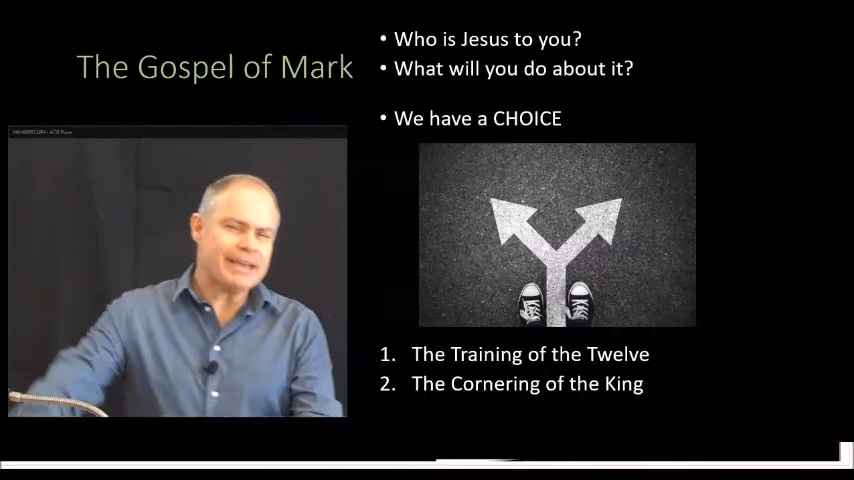 The Gospel of Mark
• Who is Jesus to you?
• What will you do about it?
• We have a CHOICE
1. The Training of the Twelve
2. The Cornering of the King